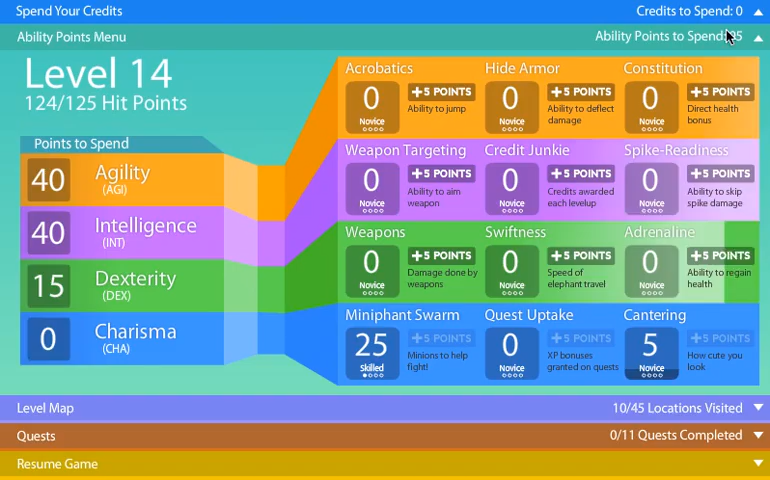 Spend Your Credits
Credits to Spend: 0
Ability Points Menu
Ability Points to Spend:
Level 14
124/125 Hit Points
Points to Spend
40
Agility
(AGI)
40
Intelligence
(INT)
15
Dexterity
(DEX)
0
Charisma
(CHA)
Acrobatics
0
Novice
+5 POINTS
Ability to jump
Hide Armor
0
Novice
+5 POINTS
Ability to deflect
damage
Constitution
0
Novice
+5 POINTS
Direct health
bonus
Weapon Targeting
0
Novice
+5 POINTS
Ability to aim
weapon
Credit Junkie
0
Novice
+5 POINTS
Credits awarded
each levelup
Spike-Readiness
0
Novice
+5 POINTS
Ability to skip
spike damage
Weapons
0
Novice
+5 POINTS
Damage done by
weapons
Swiftness
0
Novice
+5 POINTS
Speed of
elephant travel
Adrenaline
0
Novice
+5 POINTS
Ability to regain
health
Miniphant Swarm
25
Skilled
+5 POINTS
Minions to help
fight!
Quest Uptake
0
Novice
+5 POINTS
XP bonuses
granted on quests
Cantering
5
Novice
+5 POINTS
How cute you
look
Level Map
10/45 Locations Visited
Quests
0/11 Quests Completed
Resume Game